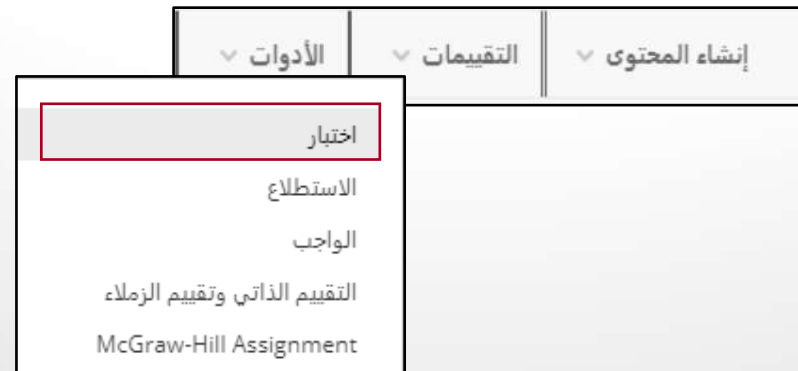 إنشاء المحتوى التقييمات الأدوات
اختبار
الاستطلاع
الواجب
التقييم الذاتي وتقييم الزملاء
McGraw-Hill Assignment